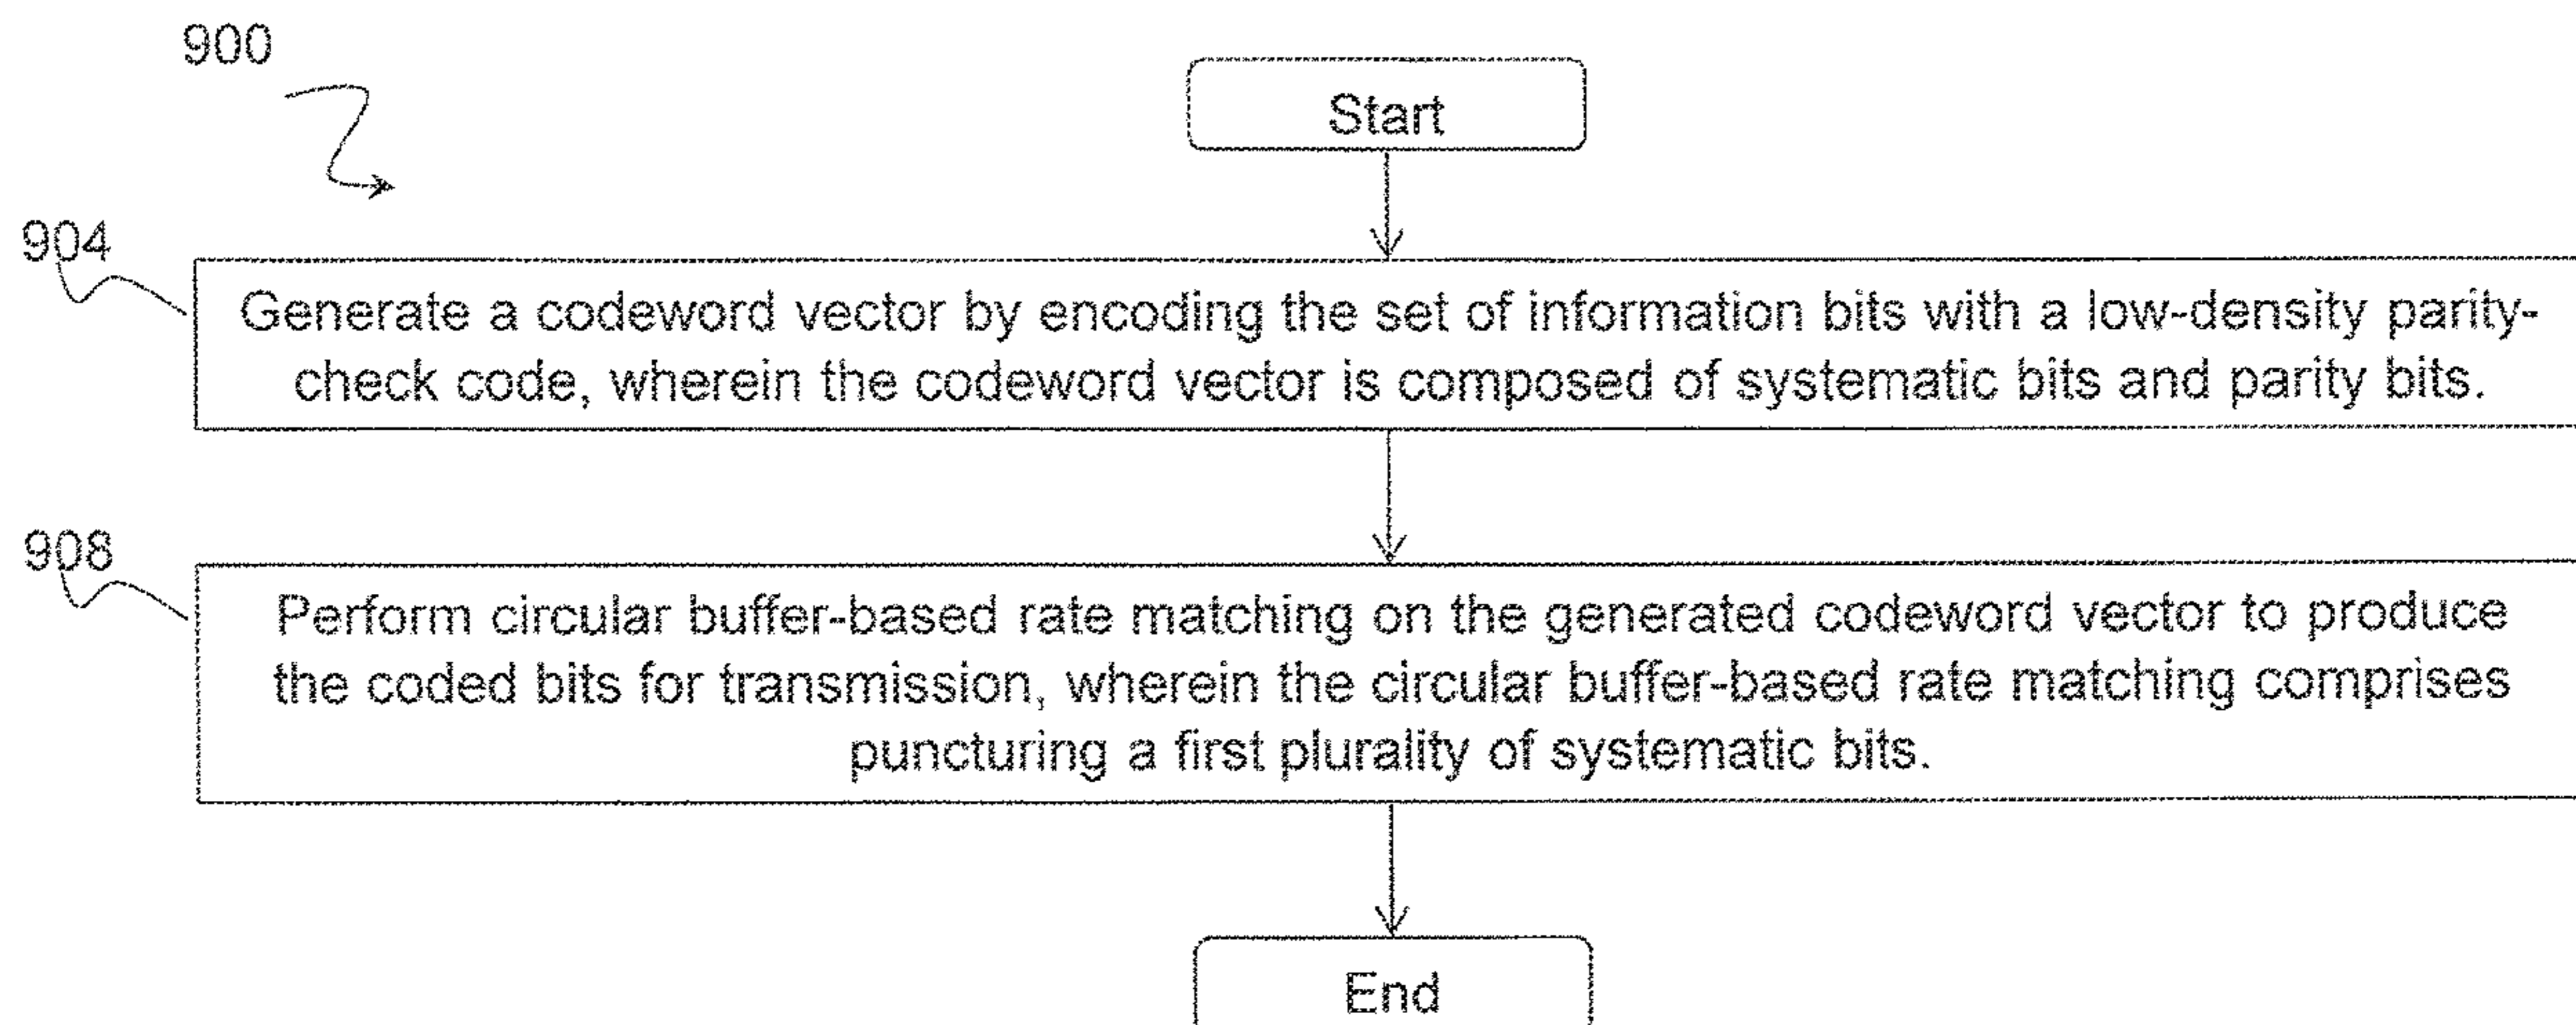 900
Start
904
Generate a codeword vector by encoding the set of information bits with a low-density parity-
check code, wherein the codeword vector is composed of systematic bits and parity bits.
908
Perform circular buffer-based rate matching on the generated codeword vector to produce
the coded bits for transmission, wherein the circular buffer-based rate matching comprises
puncturing a first plurality of systematic bits.
End